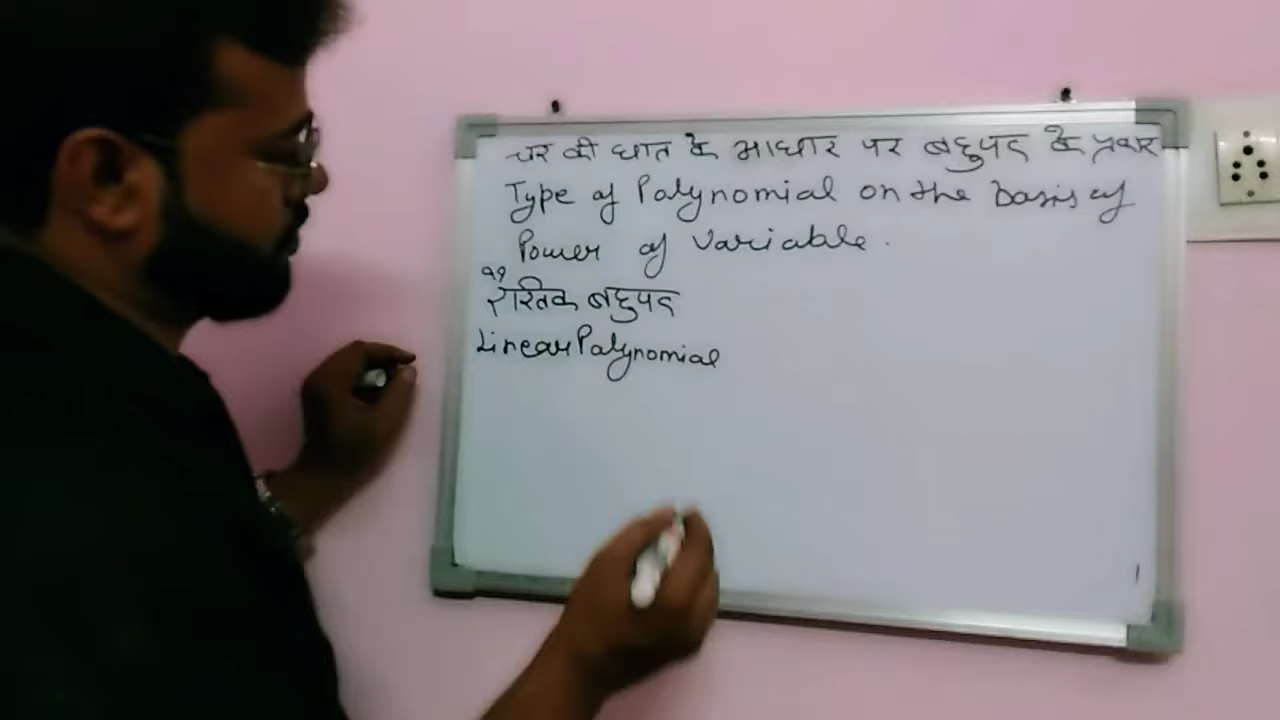 चर की घात के आधार पर बहुपद के प्रकार
Type of Polynomial on the basis of
Power of Variable.
११
रास्तिक बहुपद
Linear Polynomial